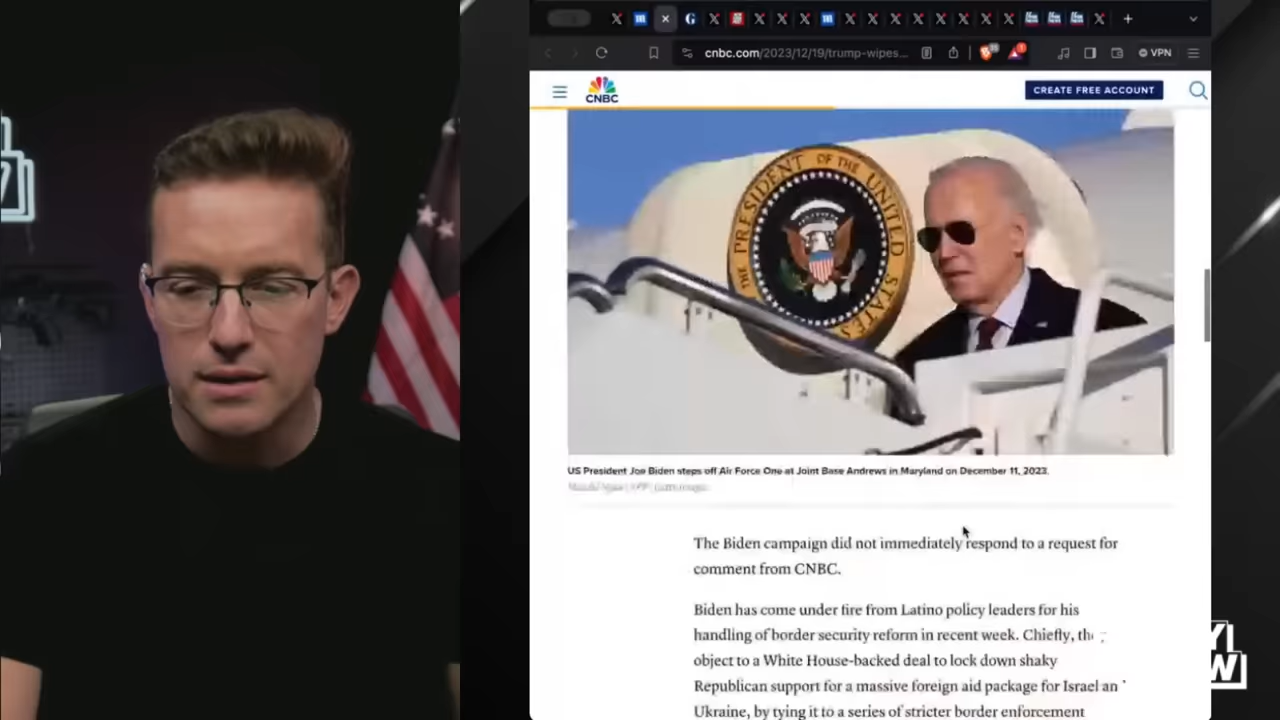 cnbc.com/2023/12/19/trump-wipes...
VPN
CNBC
CREATE FREE ACCOUNT
THE PRESIDENT OF THE UNITED STATES
US President Joe Biden steps off Air Force One at Joint Base Andrews in Maryland on December 11, 2023.
The Biden campaign did not immediately respond to a request for
comment from CNBC.
Biden has come under fire from Latino policy leaders for his
handling of border security reform in recent week. Chiefly, the
object to a White House-backed deal to lock down shaky
Republican support for a massive foreign aid package for Israel an
Ukraine, by tying it to a series of stricter border enforcement